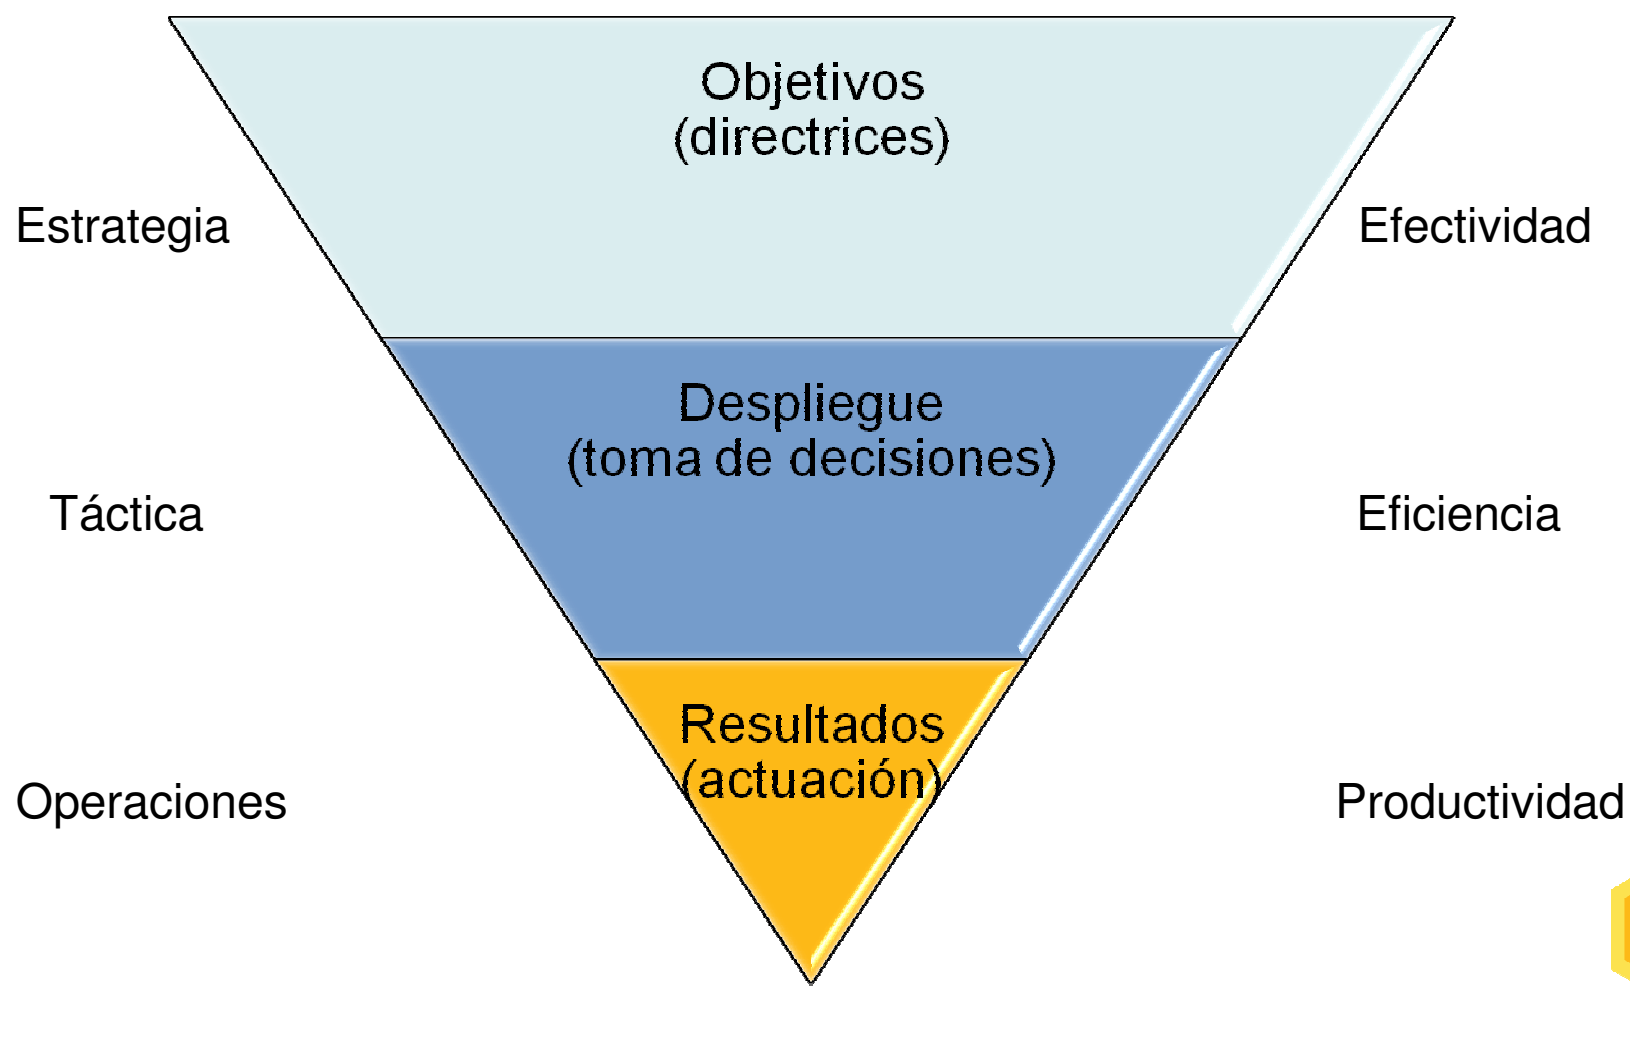 Objetivos
(directrices)
Estrategia
Efectividad
Despliegue
(toma de decisiones)
Táctica
Eficiencia
Resultados
(actuación)
Operaciones
Productividad